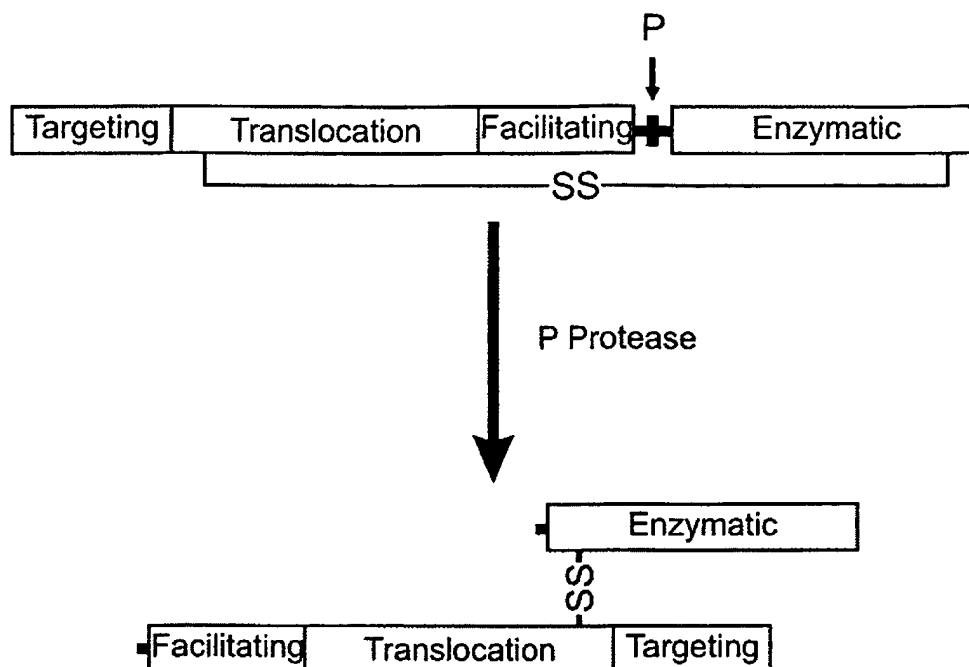 P
Targeting Translocation Facilitating Enzymatic
SS
P Protease
Enzymatic
SS
Facilitating Translocation Targeting